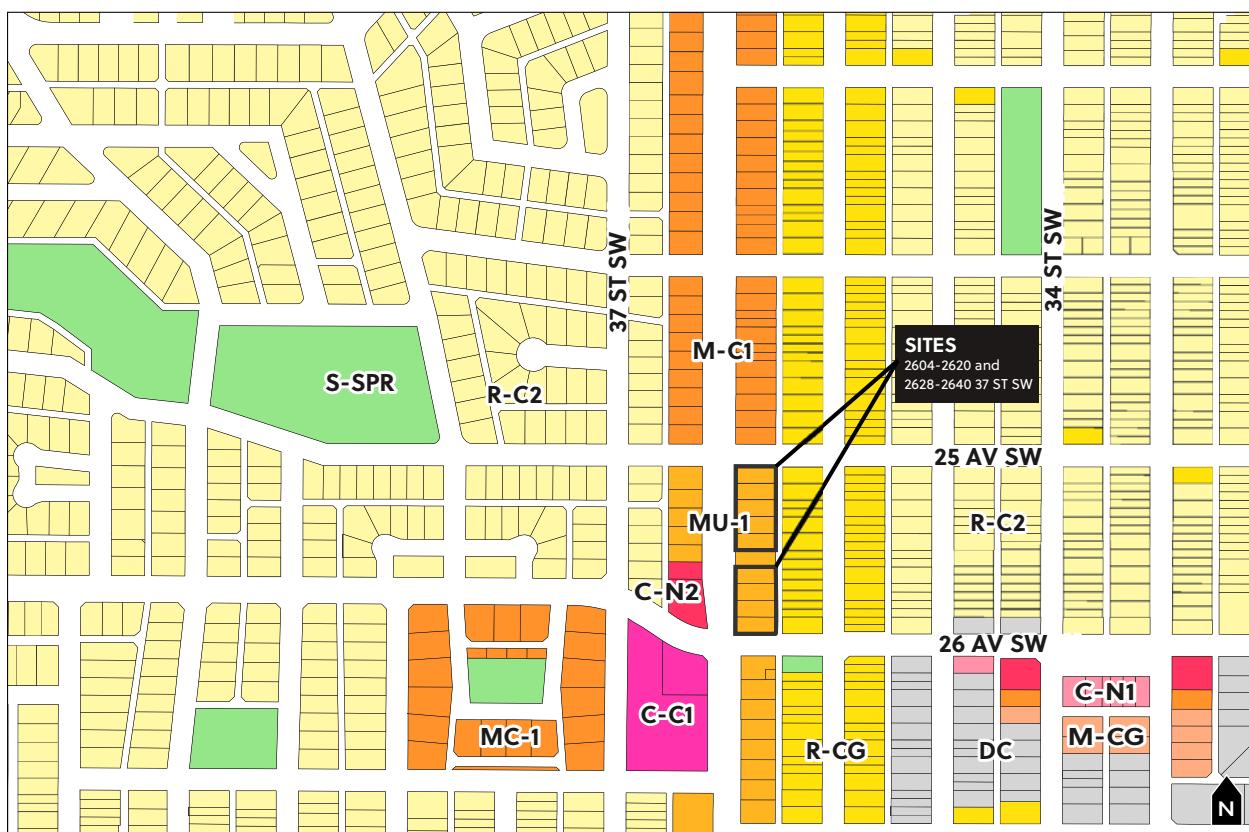 37 ST SW
34 ST SW
SITES
2604-2620 and
2628-2640 37 ST SW
M-C1
S-SPR
R-C2
25 AV SW
MU-1
R-C2
C-N2
26 AV SW
C-N1
C-C1
MC-1
R-CG
DC
M-CG
N